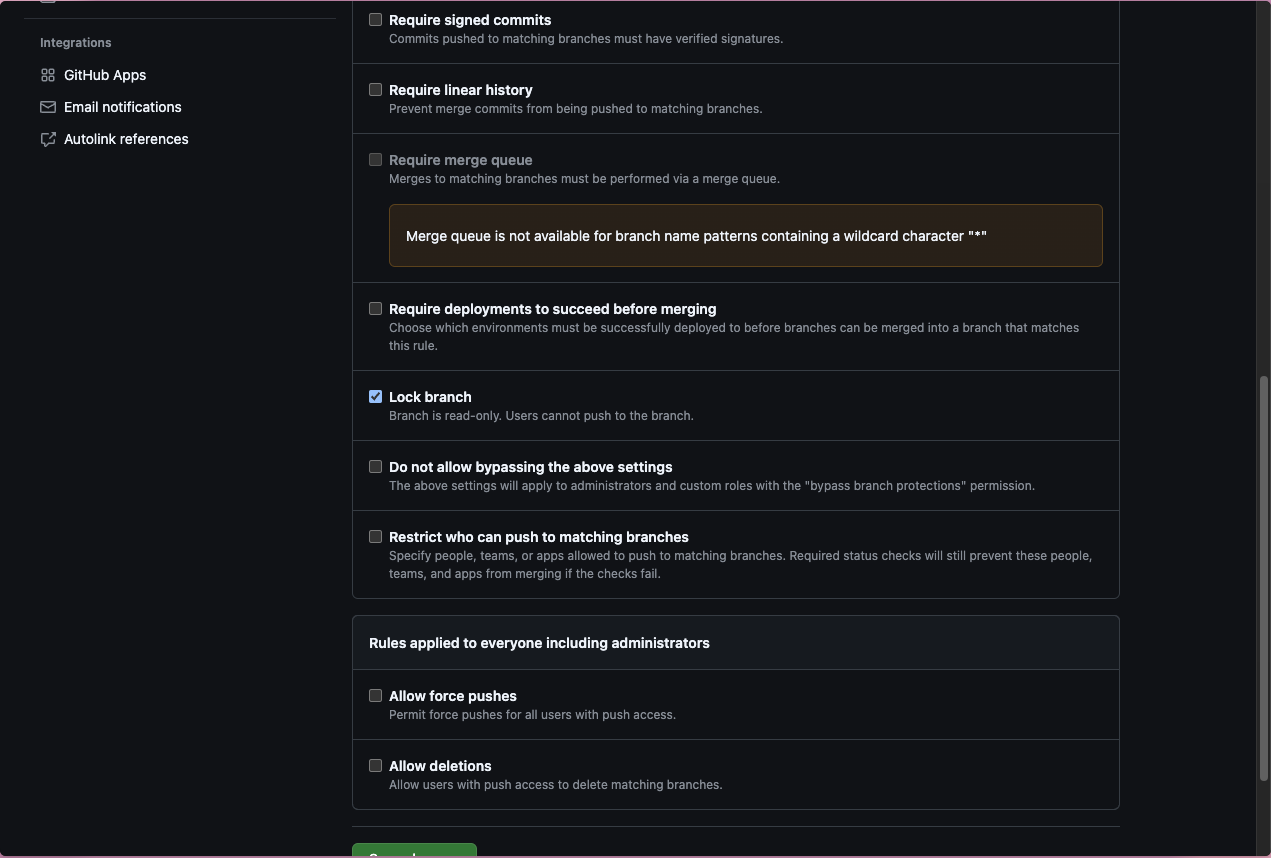 Integrations
GitHub Apps
Email notifications
Autolink references
Require signed commits
Commits pushed to matching branches must have verified signatures.
Require linear history
Prevent merge commits from being pushed to matching branches.
Require merge queue
Merges to matching branches must be performed via a merge queue.
Merge queue is not available for branch name patterns containing a wildcard character "*"
Require deployments to succeed before merging
Choose which environments must be successfully deployed to before branches can be merged into a branch that matches
this rule.
Lock branch
Branch is read-only. Users cannot push to the branch.
Do not allow bypassing the above settings
The above settings will apply to administrators and custom roles with the "bypass branch protections" permission.
Restrict who can push to matching branches
Specify people, teams, or apps allowed to push to matching branches. Required status checks will still prevent these people,
teams, and apps from merging if the checks fail.
Rules applied to everyone including administrators
Allow force pushes
Permit force pushes for all users with push access.
Allow deletions
Allow users with push access to delete matching branches.